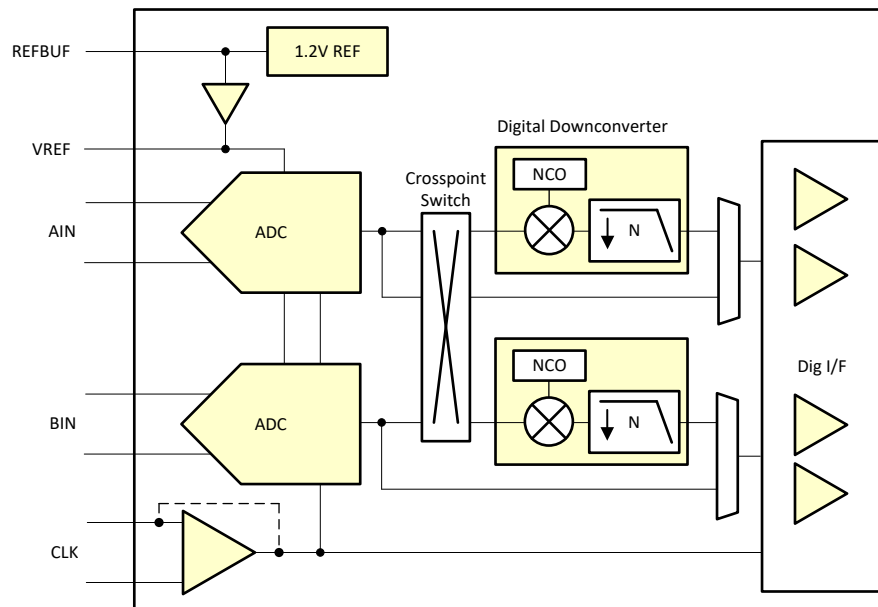 REFBUF
1.2V REF
VREF
Digital Downconverter
Crosspoint
Switch
NCO
N
AIN
ADC
NCO
N
Dig I/F
BIN
ADC
CLK